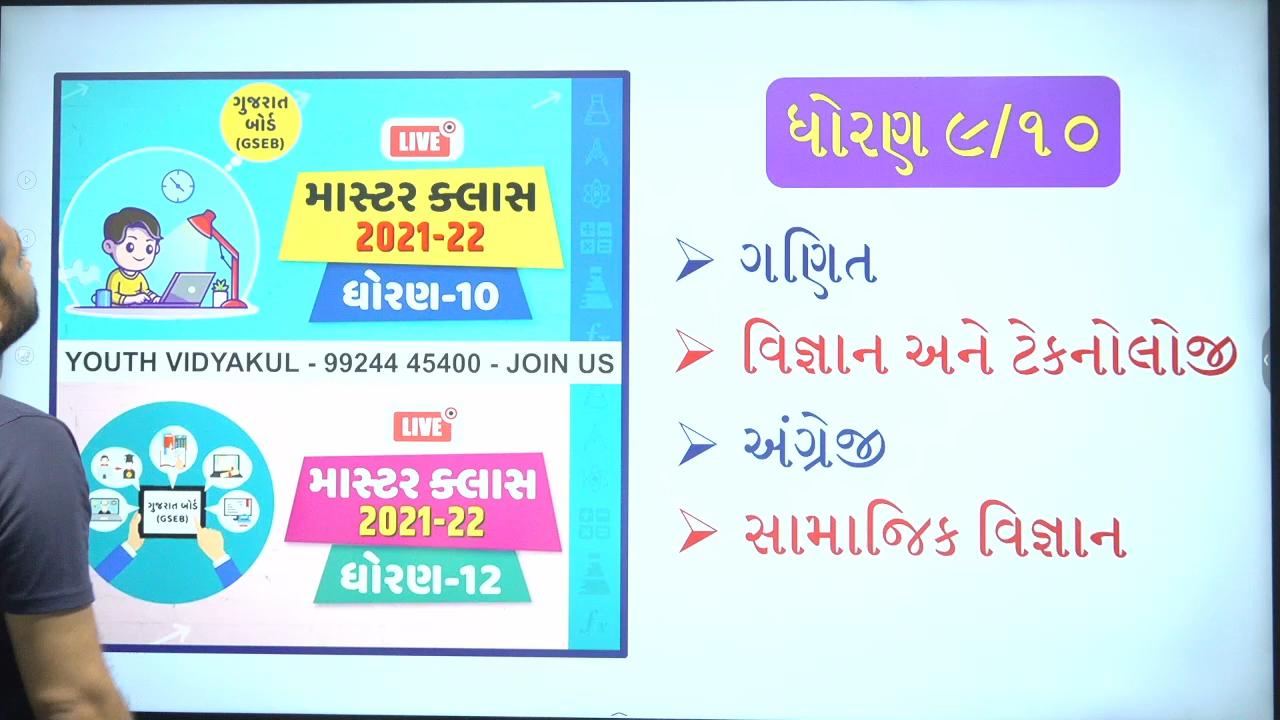 ગુજરાત
બોર્ડ
(GSEB)
LIVE
માસ્ટર ક્લાસ
2021-22
ધોરણ-10
YOUTH VIDYAKUL - 99244 45400 - JOIN US
LIVE
માસ્ટર ક્લાસ
2021-22
ધોરણ-12
ગુજરાત બોર્ડ
(GSEB)
ધોરણ ૯/૧૦
ગણિત
વિજ્ઞાન અને ટેકનોલોજી
અંગ્રેજી
સામાજિક વિજ્ઞાન